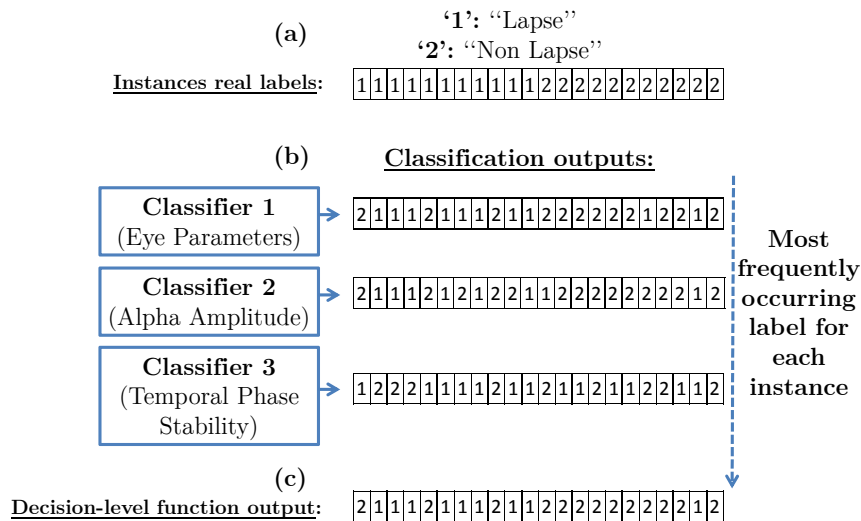 (a)
‘1’: “Lapse”
‘2’: “Non Lapse”
Instances real labels:
1 1 1 1 1 1 1 1 1 1 1 2 2 2 2 2 2 2 2 2 2 2
(b)
Classification outputs:
Classifier 1
(Eye Parameters)
2 1 1 1 2 1 1 1 2 1 1 2 2 2 2 2 2 1 2 2 1 2
Classifier 2
(Alpha Amplitude)
2 1 1 1 2 1 2 1 2 2 1 1 2 2 2 2 2 2 2 2 1 2
Classifier 3
(Temporal Phase
Stability)
1 2 2 2 1 1 1 1 2 1 1 2 1 1 2 1 1 2 2 1 1 2
Most
frequently
occurring
label for
each
instance
(c)
Decision-level function output:
2 1 1 1 2 1 1 1 2 1 1 2 2 2 2 2 2 2 2 2 1 2